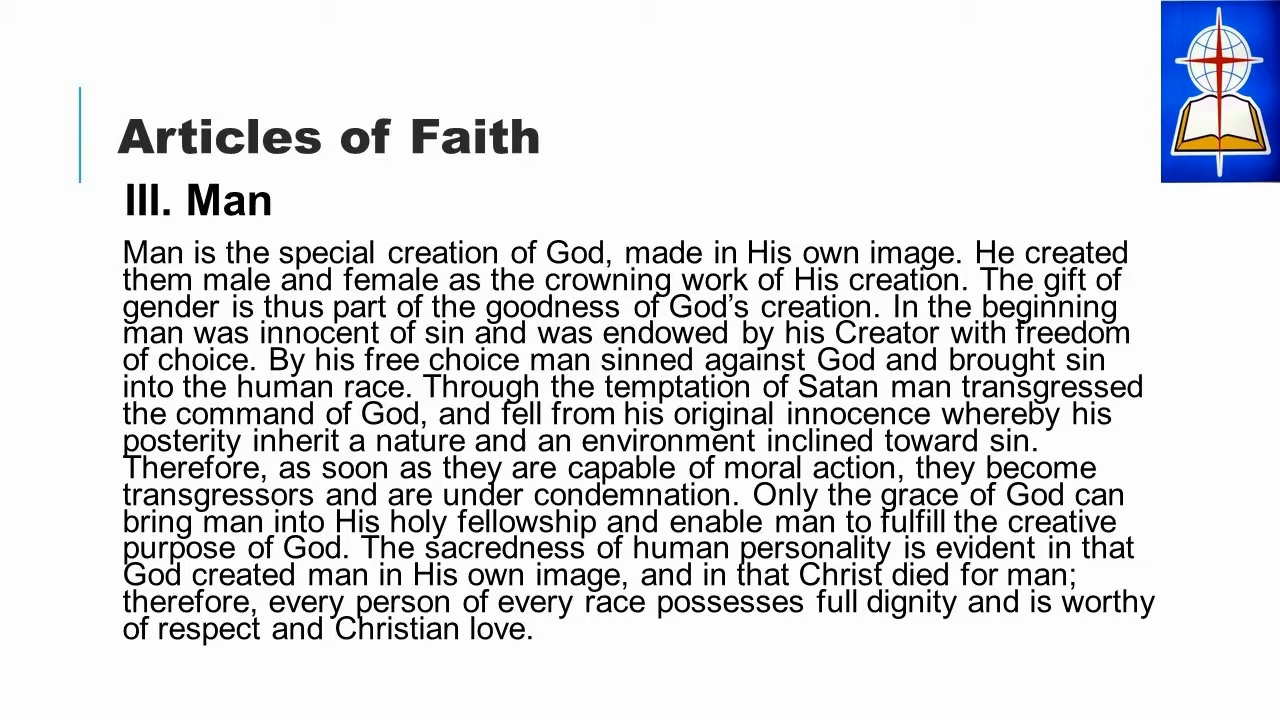 Articles of Faith
III. Man
Man is the special creation of God, made in His own image. He created
them male and female as the crowning work of His creation. The gift of
gender is thus part of the goodness of God’s creation. In the beginning
man was innocent of sin and was endowed by his Creator with freedom
of choice. By his free choice man sinned against God and brought sin
into the human race. Through the temptation of Satan man transgressed
the command of God, and fell from his original innocence whereby his
posterity inherit a nature and an environment inclined toward sin.
Therefore, as soon as they are capable of moral action, they become
transgressors and are under condemnation. Only the grace of God can
bring man into His holy fellowship and enable man to fulfill the creative
purpose of God. The sacredness of human personality is evident in that
God created man in His own image, and in that Christ died for man;
therefore, every person of every race possesses full dignity and is worthy
of respect and Christian love.